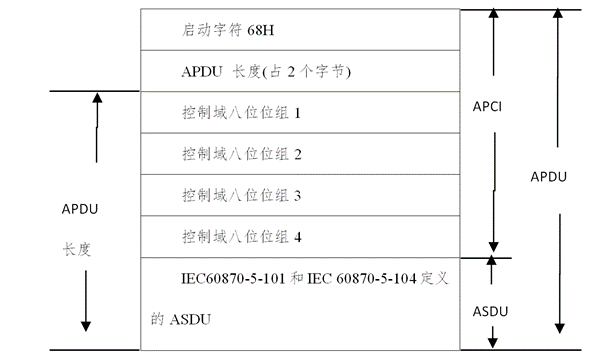 启动字符 68H
APDU 长度(占 2 个字节)
控制域八位位组 1
控制域八位位组 2
控制域八位位组 3
控制域八位位组 4
IEC60870-5-101 和 IEC 60870-5-104 定义
的 ASDU
APDU
长度
APCI
ASDU
APDU